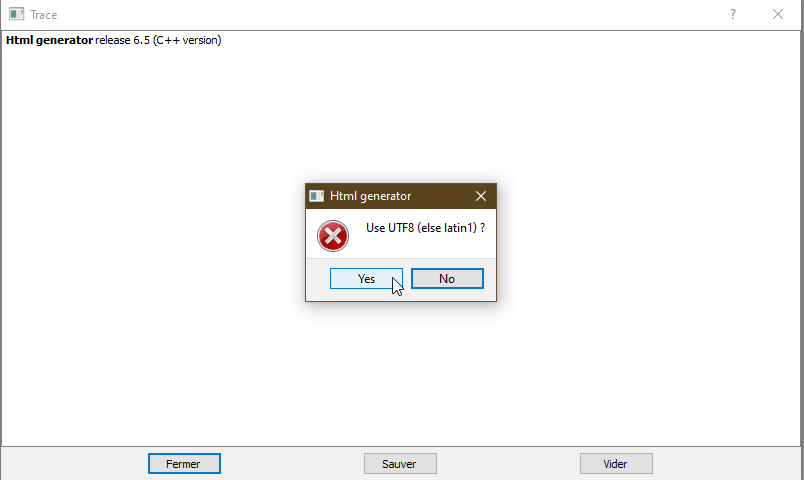 Trace
Html generator release 6.5 (C++ version)
Html generator
Use UTF8 (else latin1) ?
Yes
No
Fermer
Sauver
Vider